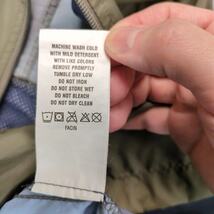 MACHINE WASH COLD
WITH MILD DETERGENT
WITH LIKE COLORS
REMOVE PROMPTLY
TUMBLE DRY LOW
DO NOT IRON
DO NOT STORE WET
DO NOT BLEACH
DO NOT DRY CLEAN
FACIN